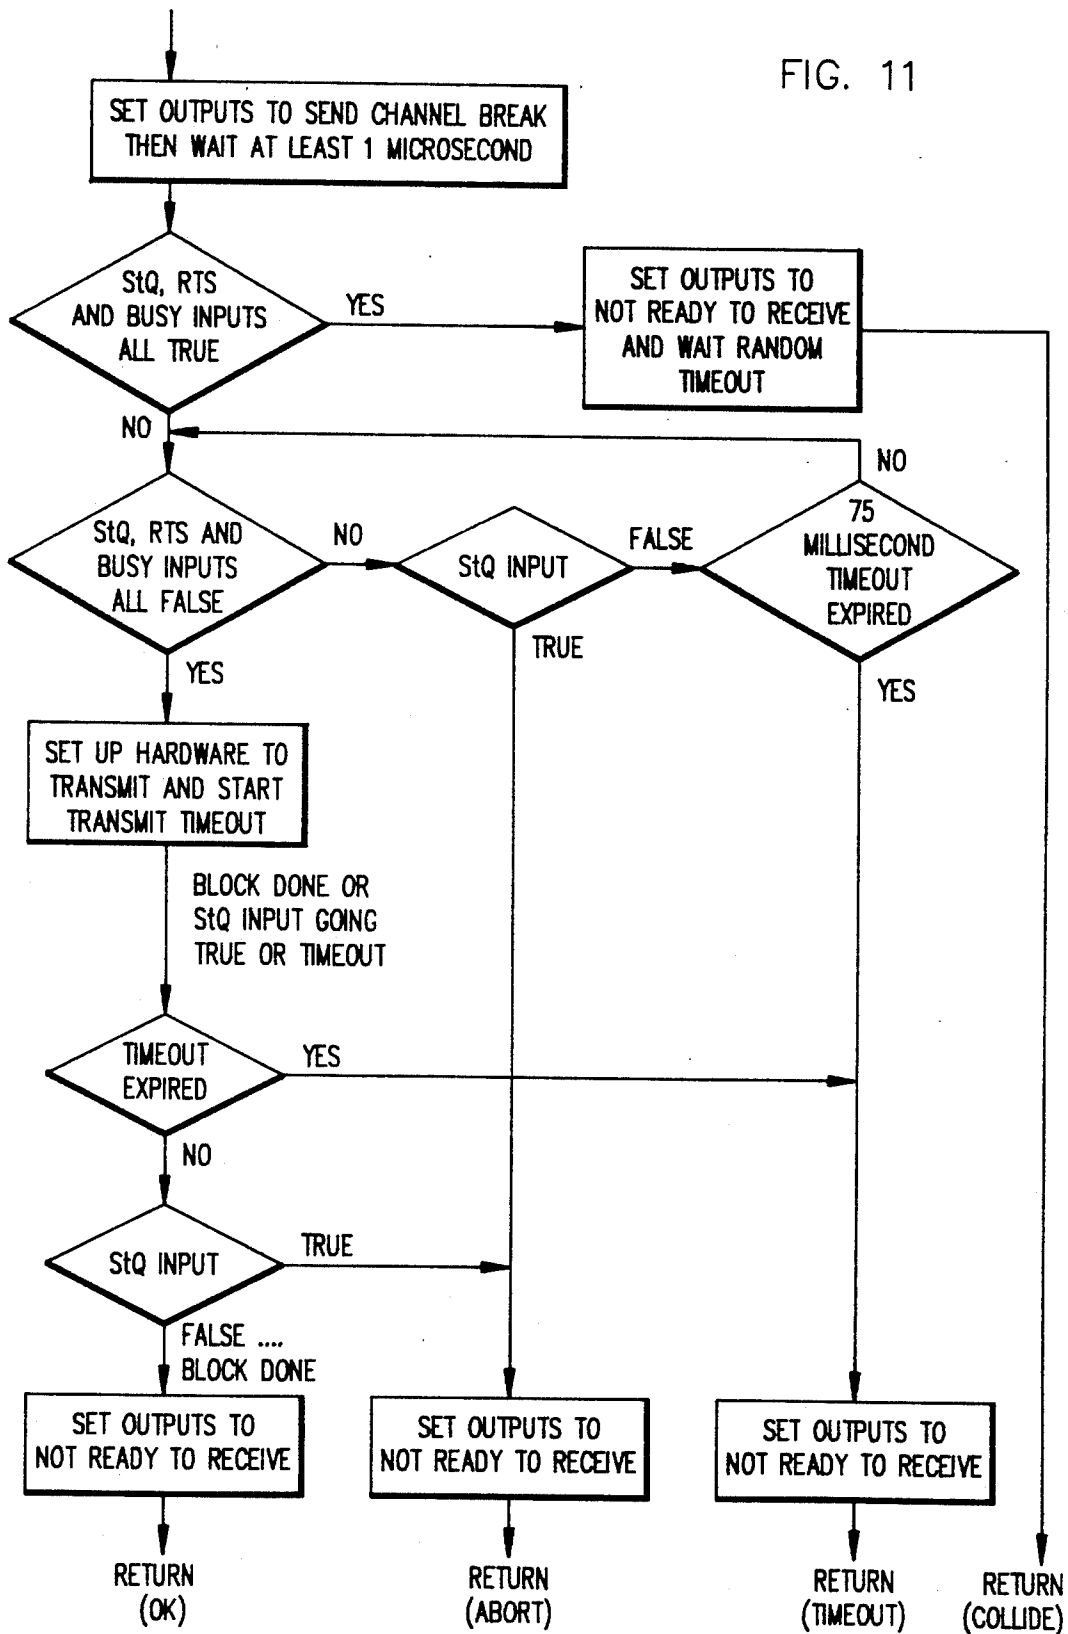 FIG. 11
SET OUTPUTS TO SEND CHANNEL BREAK
THEN WAIT AT LEAST 1 MICROSECOND
StQ, RTS
AND BUSY INPUTS
ALL TRUE
YES
SET OUTPUTS TO
NOT READY TO RECEIVE
AND WAIT RANDOM
TIMEOUT
NO
NO
StQ, RTS AND
BUSY INPUTS
ALL FALSE
NO
StQ INPUT
FALSE
75
MILLISECOND
TIMEOUT
EXPIRED
TRUE
YES
YES
SET UP HARDWARE TO
TRANSMIT AND START
TRANSMIT TIMEOUT
BLOCK DONE OR
StQ INPUT GOING
TRUE OR TIMEOUT
TIMEOUT
EXPIRED
YES
NO
StQ INPUT
TRUE
FALSE ....
BLOCK DONE
SET OUTPUTS TO
NOT READY TO RECEIVE
SET OUTPUTS TO
NOT READY TO RECEIVE
SET OUTPUTS TO
NOT READY TO RECEIVE
RETURN
(OK)
RETURN
(ABORT)
RETURN
(TIMEOUT)
RETURN
(COLLIDE)